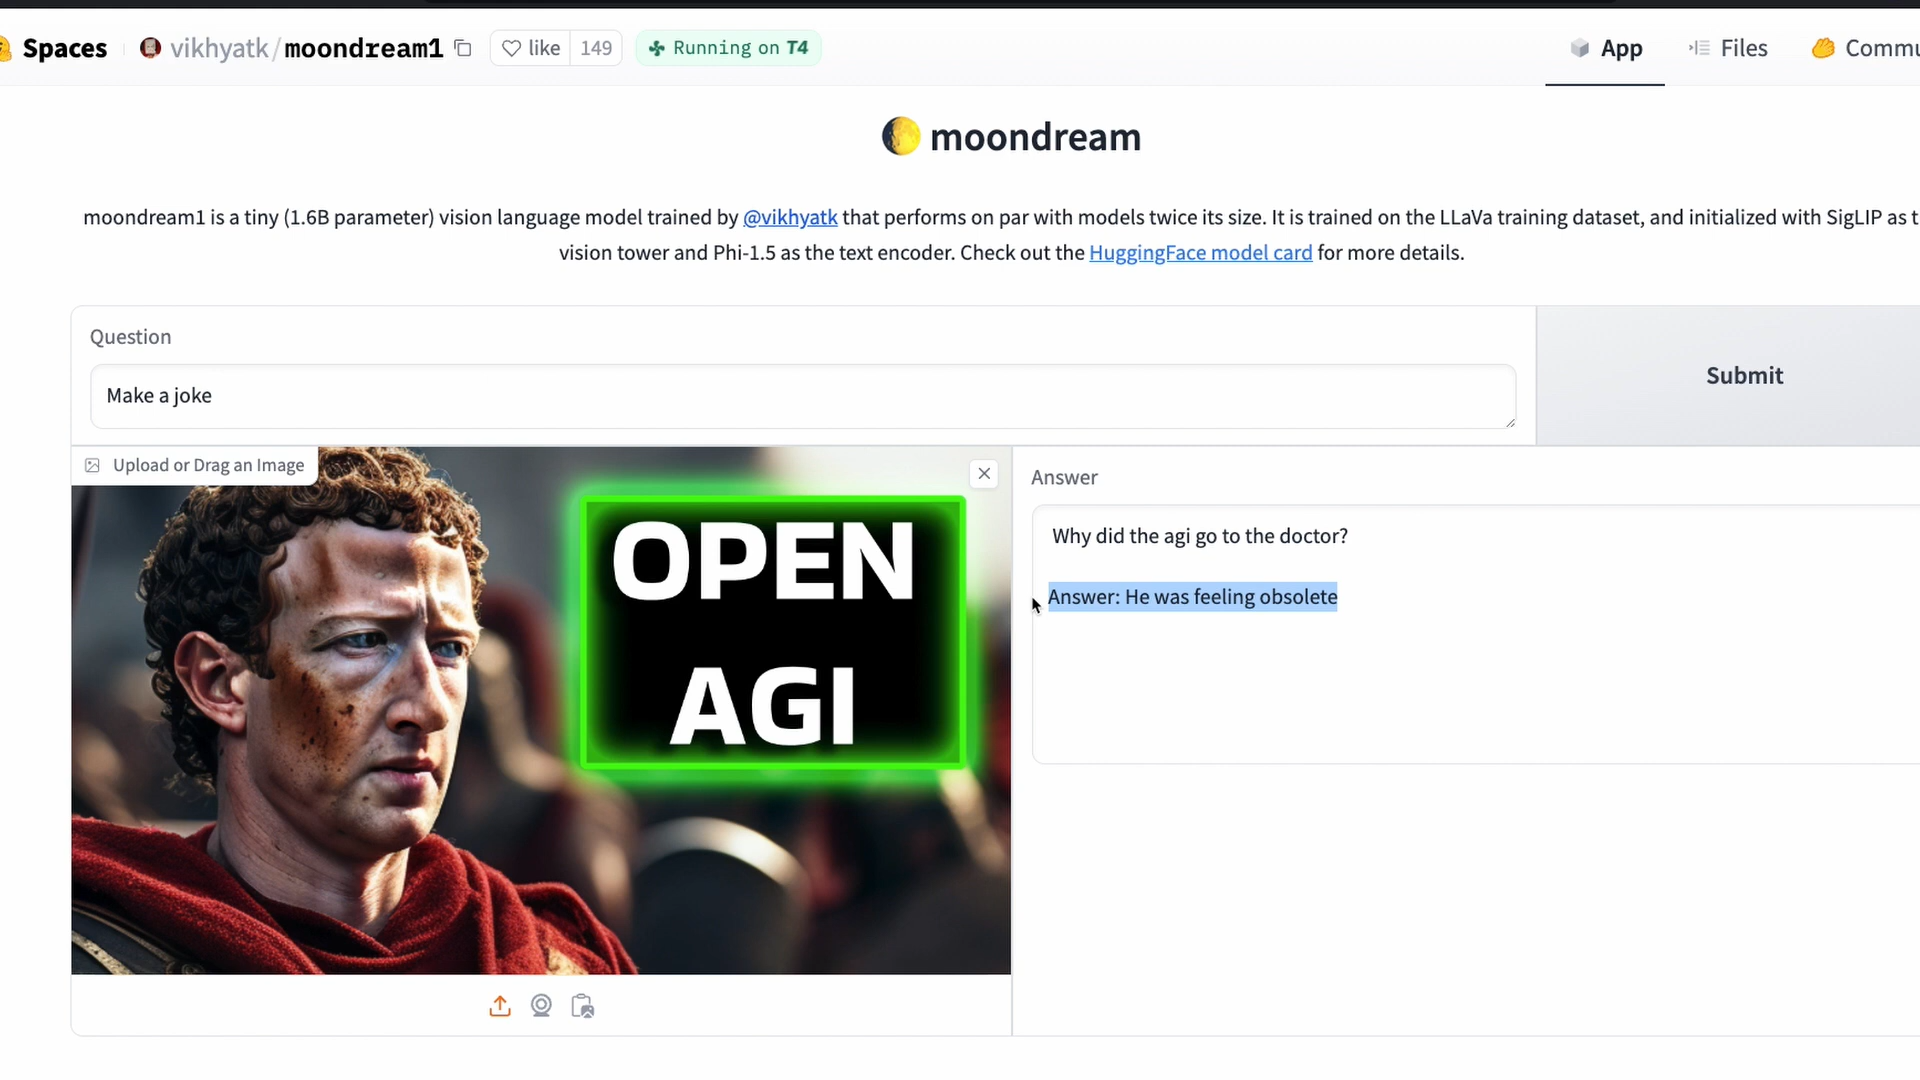 Spaces
vikhyatk/moondream1
like 149
Running on T4
App
Files
Commu
moondream
moondream1 is a tiny (1.6B parameter) vision language model trained by @vikhyatk that performs on par with models twice its size. It is trained on the LLaVa training dataset, and initialized with SigLIP as t
vision tower and Phi-1.5 as the text encoder. Check out the HuggingFace model card for more details.
Question
Make a joke
Submit
Upload or Drag an Image
OPEN
AGI
Answer
Why did the agi go to the doctor?
Answer: He was feeling obsolete